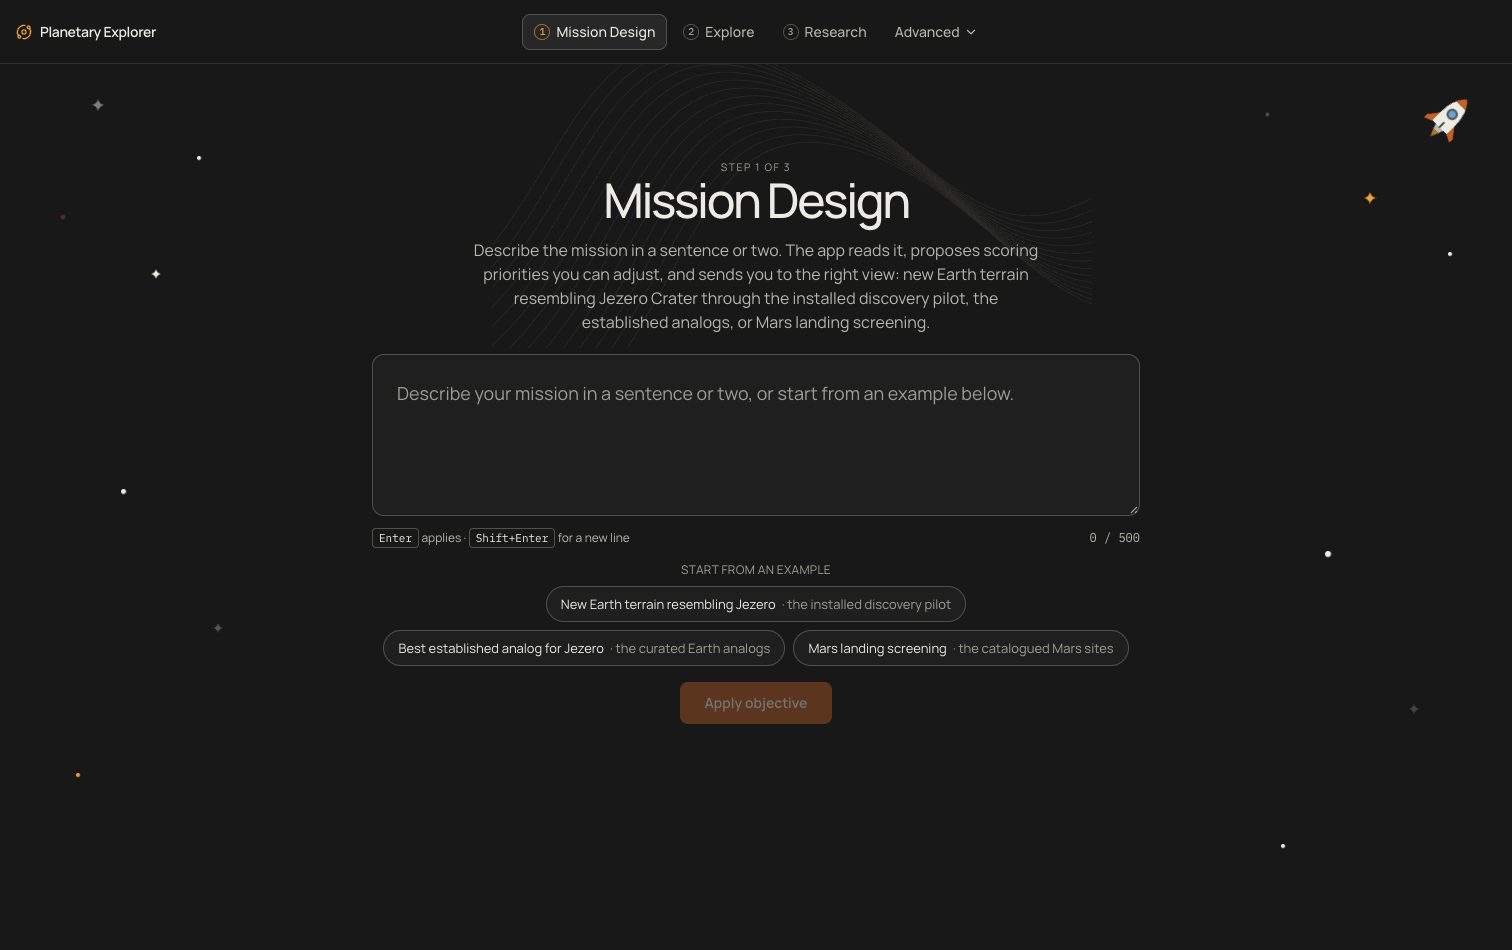 Planetary Explorer
1 Mission Design
2 Explore
3 Research
Advanced
STEP 1 OF 3
Mission Design
Describe the mission in a sentence or two. The app reads it, proposes scoring
priorities you can adjust, and sends you to the right view: new Earth terrain
resembling Jezero Crater through the installed discovery pilot, the
established analogs, or Mars landing screening.
Describe your mission in a sentence or two, or start from an example below.
Enter applies · Shift+Enter for a new line
0 / 500
START FROM AN EXAMPLE
New Earth terrain resembling Jezero · the installed discovery pilot
Best established analog for Jezero · the curated Earth analogs
Mars landing screening · the catalogued Mars sites
Apply objective